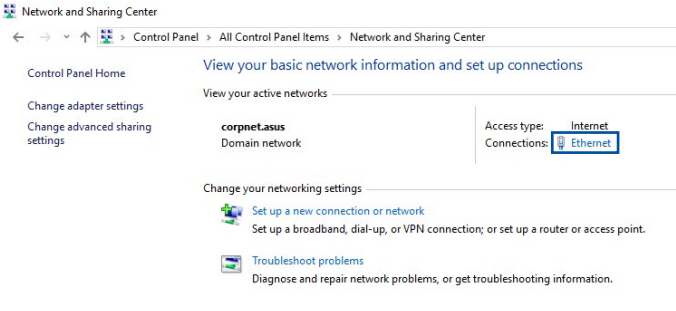 Network and Sharing Center
Control Panel > All Control Panel Items > Network and Sharing Center
Control Panel Home
Change adapter settings
Change advanced sharing
settings
View your basic network information and set up connections
View your active networks
corpnet.asus
Domain network
Access type: Internet
Connections: Ethernet
Change your networking settings
Set up a new connection or network
Set up a broadband, dial-up, or VPN connection; or set up a router or access point.
Troubleshoot problems
Diagnose and repair network problems, or get troubleshooting information.